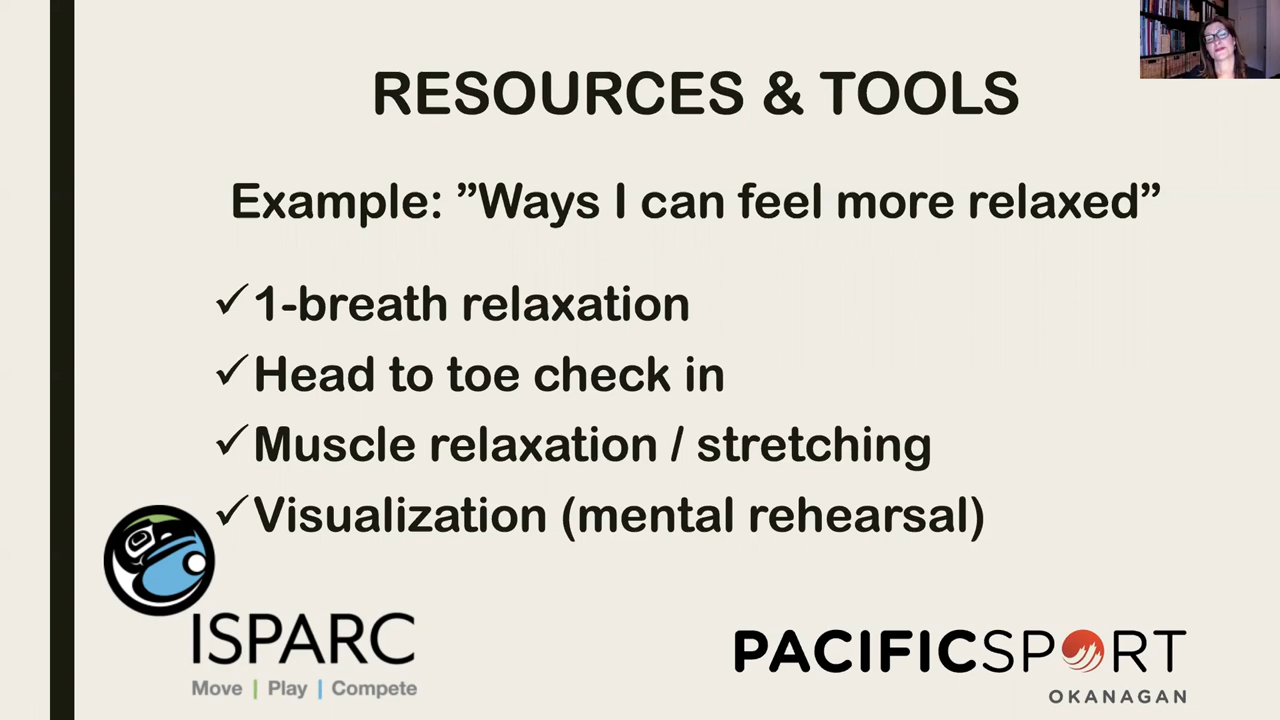 RESOURCES & TOOLS
Example: ”Ways I can feel more relaxed”
✓1-breath relaxation
✓Head to toe check in
✓Muscle relaxation / stretching
✓Visualization (mental rehearsal)
ISPARC
Move | Play | Compete
PACIFICSPORT
OKANAGAN